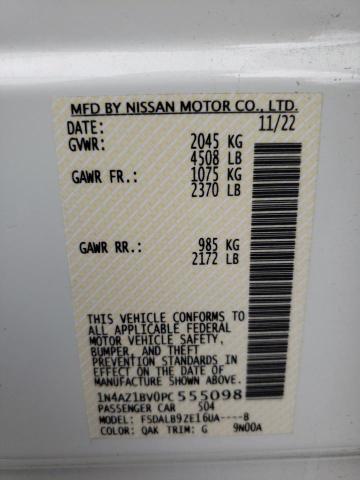 MFD BY NISSAN MOTOR CO., LTD.
DATE: 11/22
GVWR: 2045 KG
4508 LB
GAWR FR.: 1075 KG
2370 LB
GAWR RR.: 985 KG
2172 LB
THIS VEHICLE CONFORMS TO
ALL APPLICABLE FEDERAL
MOTOR VEHICLE SAFETY,
BUMPER, AND THEFT
PREVENTION STANDARDS IN
EFFECT ON THE DATE OF
MANUFACTURE SHOWN ABOVE.
1N4AZ1BV0PC555098
PASSENGER CAR S04
MODEL: FSDALB9ZE16UA----B
COLOR: QAK TRIM: G 9N00A